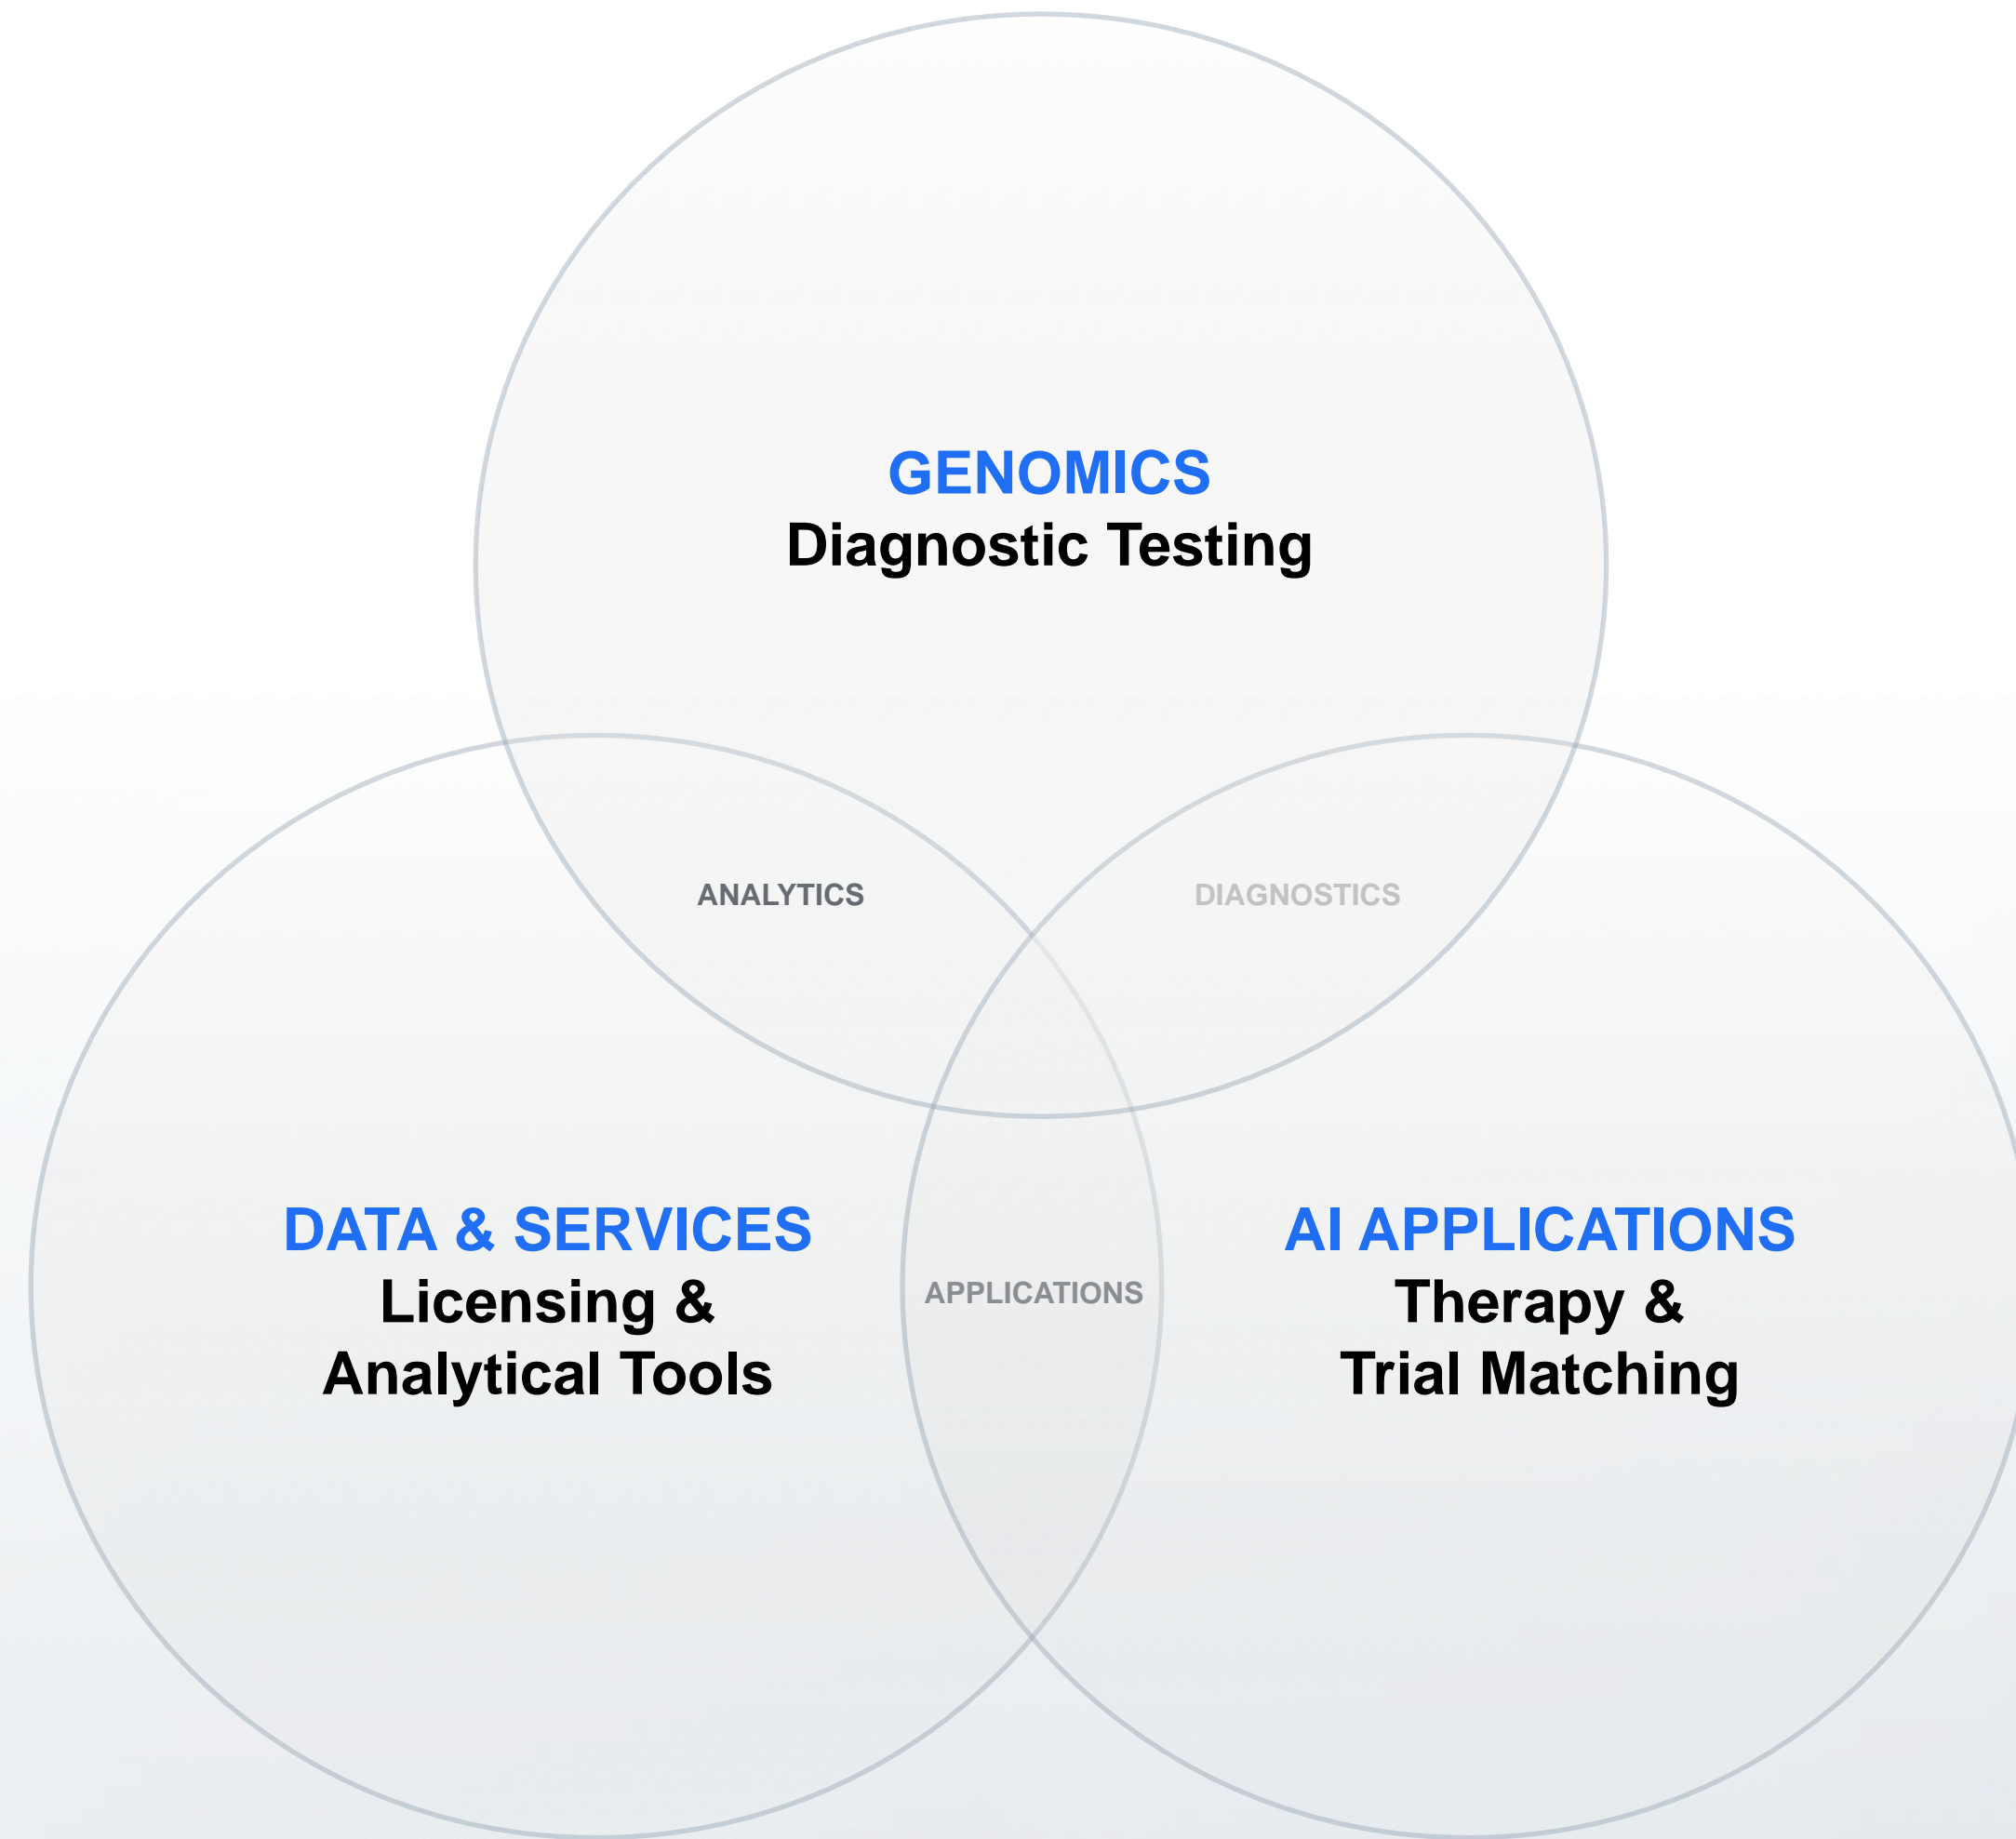 GENOMICS
Diagnostic Testing
ANALYTICS
DIAGNOSTICS
DATA & SERVICES
Licensing &
Analytical Tools
APPLICATIONS
AI APPLICATIONS
Therapy &
Trial Matching